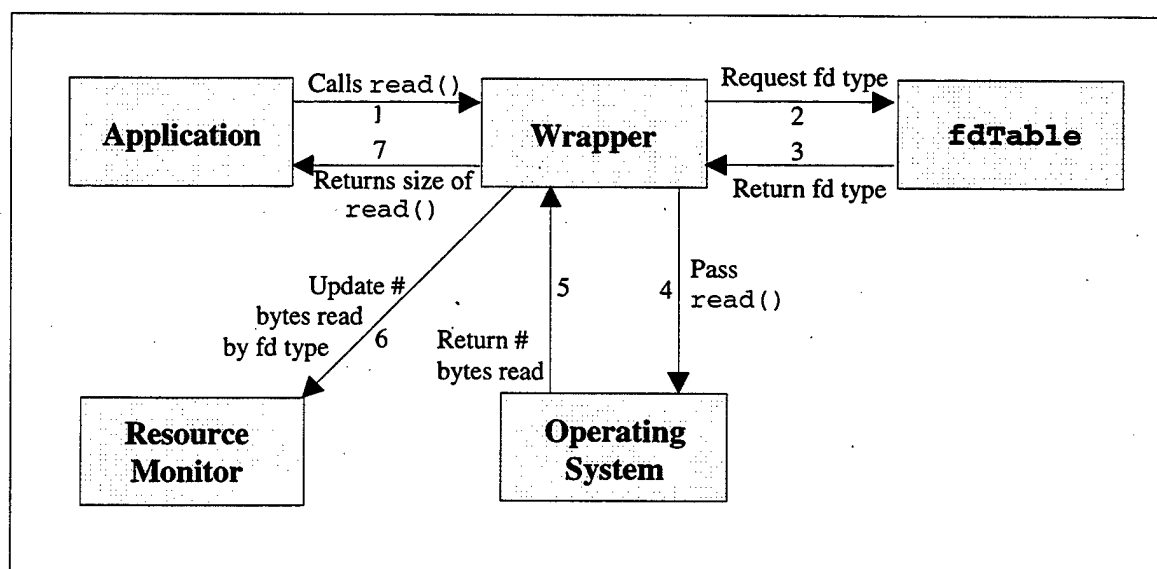 Calls read()
1
Application
7
Returns size of
read()
Wrapper
Request fd type
2
3
Return fd type
fdTable
Update #
bytes read
by fd type
6
5
Return #
bytes read
4
Pass
read()
Resource
Monitor
Operating
System